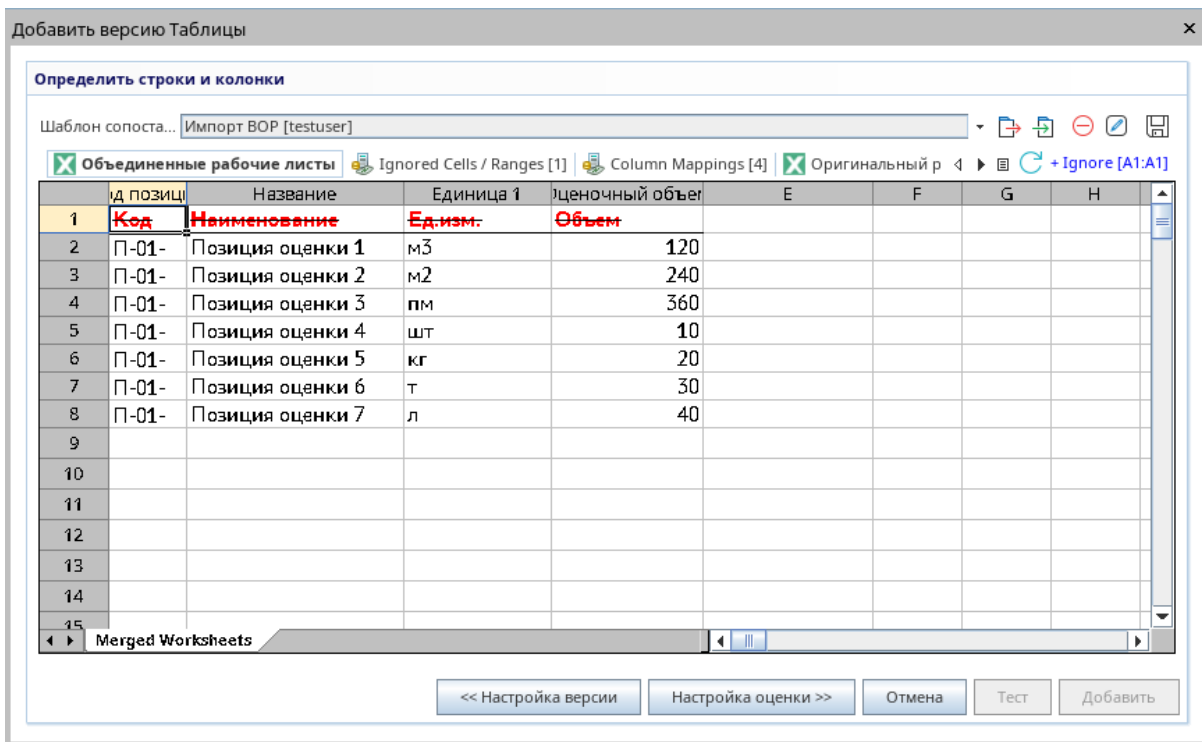 Добавить версию Таблицы ×
Определить строки и колонки
Шаблон сопоста... Импорт ВОР [testuser]
Объединенные рабочие листы Ignored Cells / Ranges [1] Column Mappings [4] Оригинальный р + Ignore [A1:A1]
д позици Название Единица 1 Оценочный объем E F G H
1 Код Наименование Ед.изм. Объем
2 П-01- Позиция оценки 1 м3 120
3 П-01- Позиция оценки 2 м2 240
4 П-01- Позиция оценки 3 пм 360
5 П-01- Позиция оценки 4 шт 10
6 П-01- Позиция оценки 5 кг 20
7 П-01- Позиция оценки 6 т 30
8 П-01- Позиция оценки 7 л 40
9
10
11
12
13
14
15
Merged Worksheets
<< Настройка версии Настройка оценки >> Отмена Тест Добавить